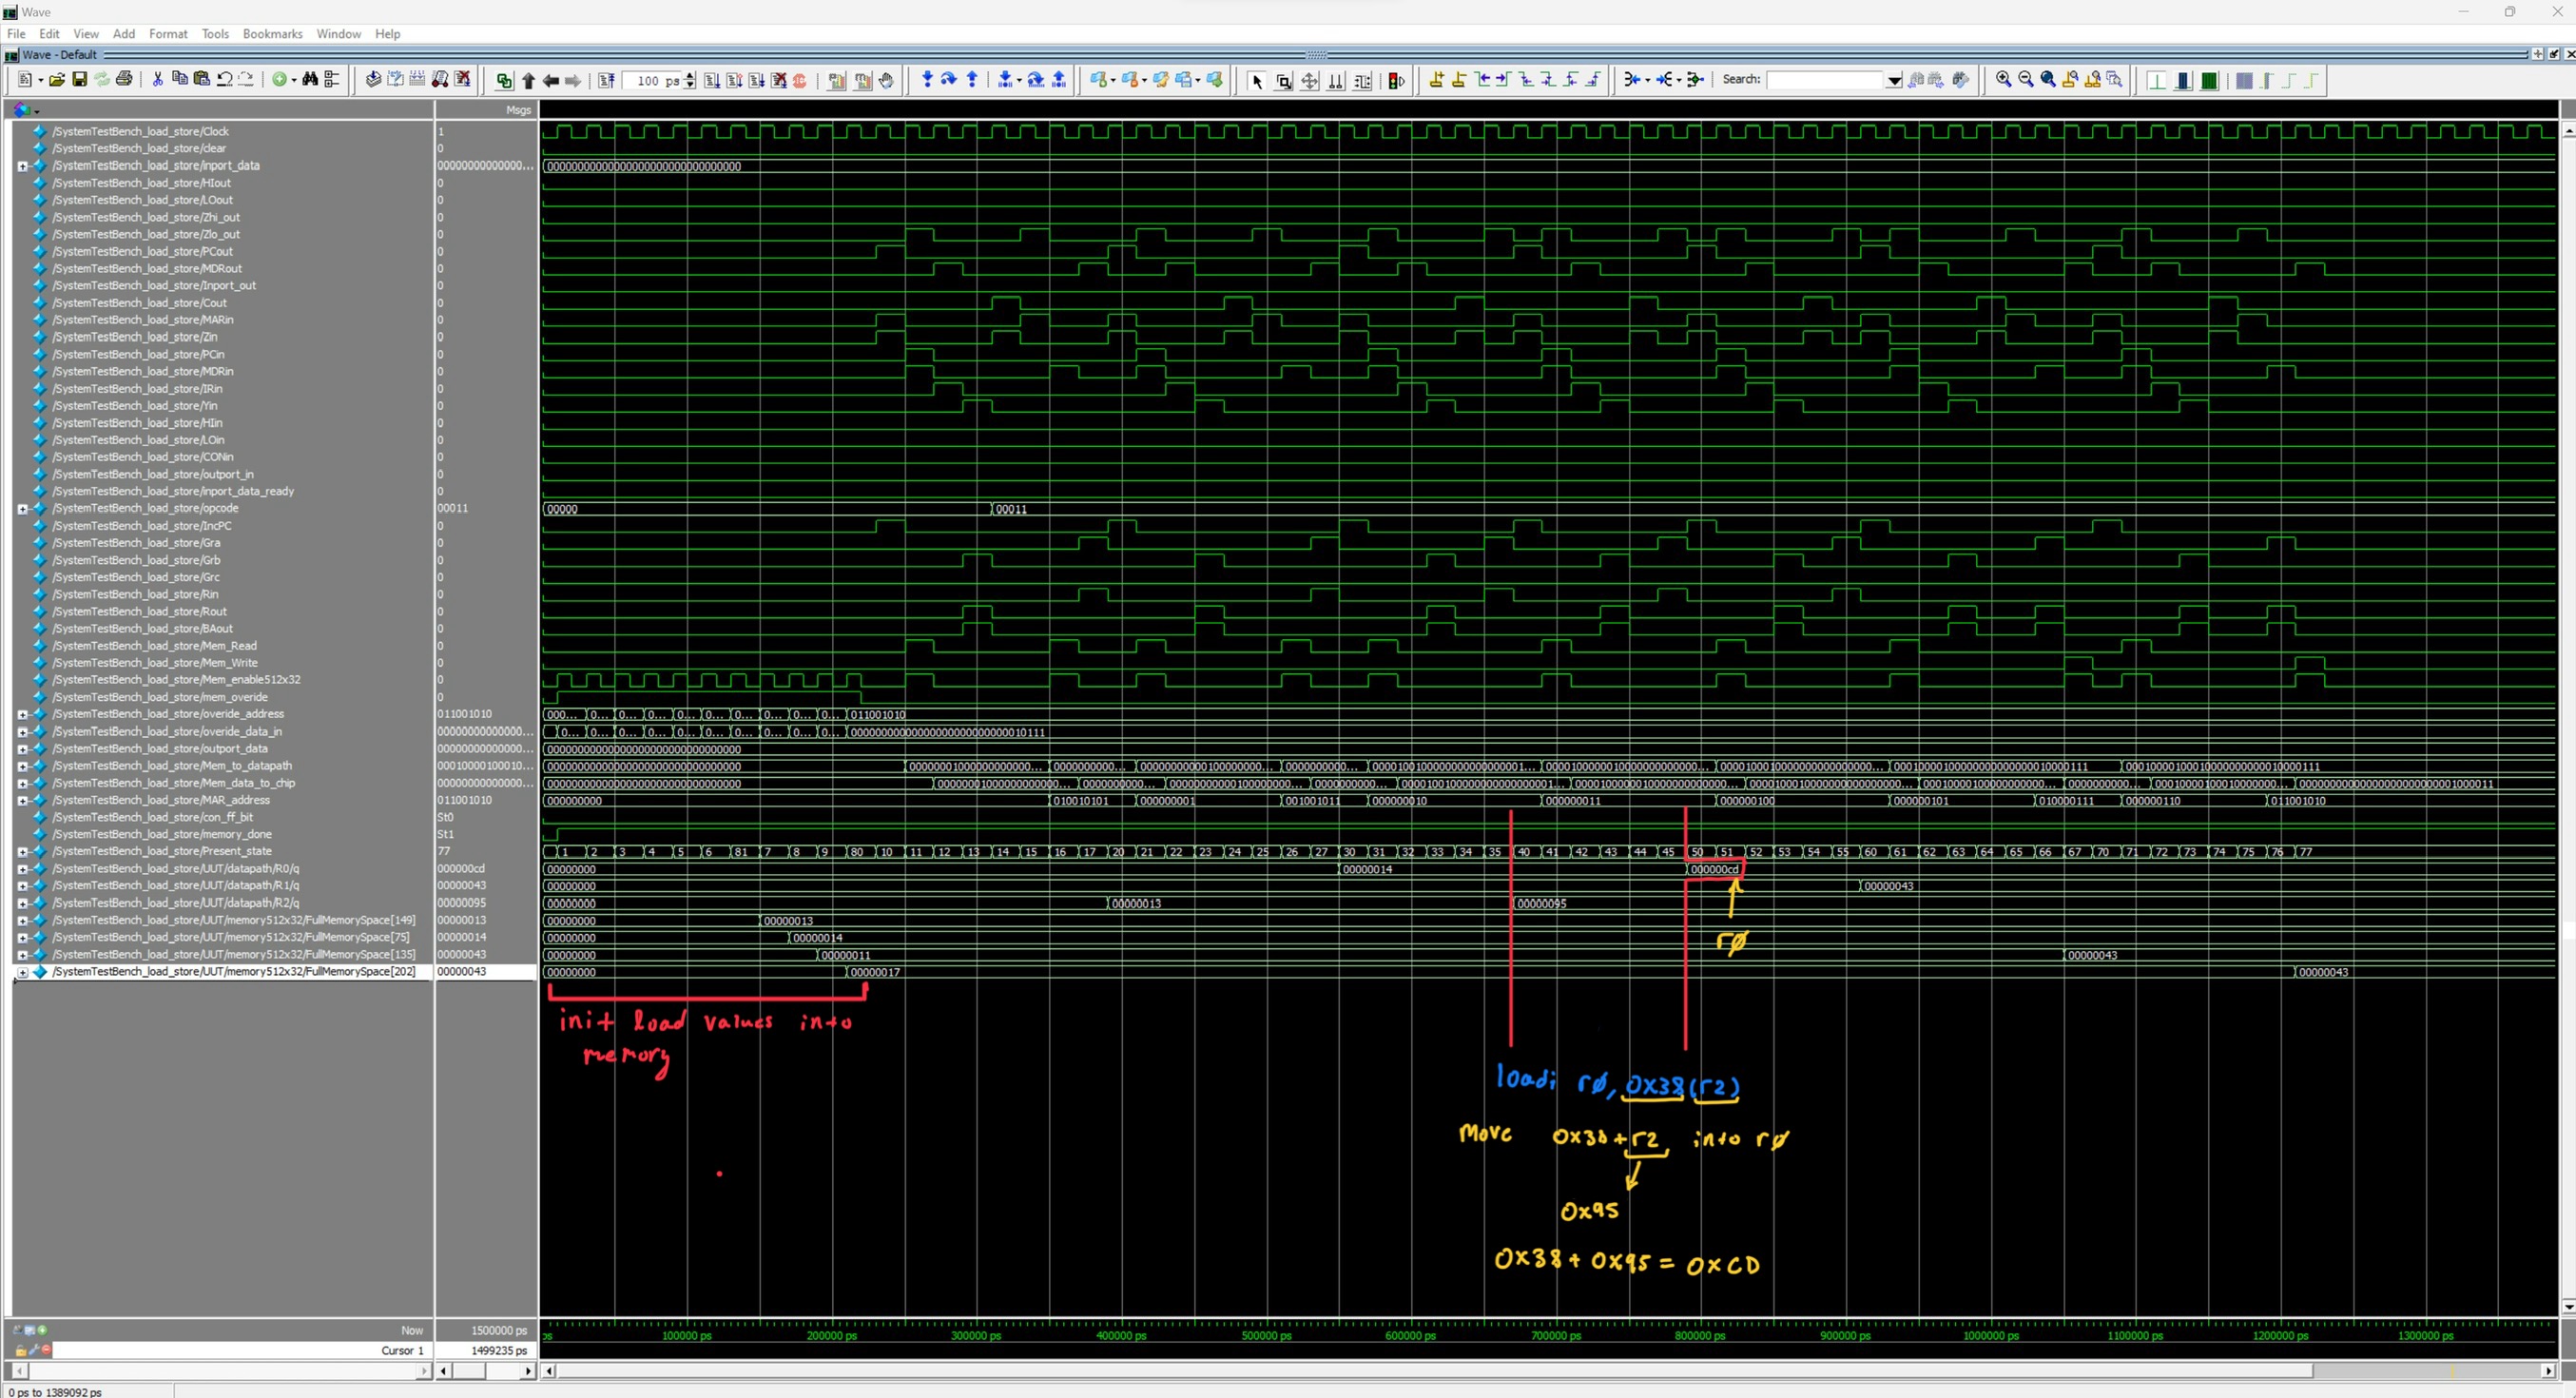 Wave
File Edit View Add Format Tools Bookmarks Window Help
Wave - Default
100 ps Search:
Msgs
/SystemTestBench_load_store/Clock 1
/SystemTestBench_load_store/clear 0
/SystemTestBench_load_store/inport_data 00000000000000... 00000000000000000000000000000000
/SystemTestBench_load_store/HIout 0
/SystemTestBench_load_store/LOout 0
/SystemTestBench_load_store/Zhi_out 0
/SystemTestBench_load_store/Zlo_out 0
/SystemTestBench_load_store/PCout 0
/SystemTestBench_load_store/MDRout 0
/SystemTestBench_load_store/Inport_out 0
/SystemTestBench_load_store/Cout 0
/SystemTestBench_load_store/MARin 0
/SystemTestBench_load_store/Zin 0
/SystemTestBench_load_store/PCin 0
/SystemTestBench_load_store/MDRin 0
/SystemTestBench_load_store/IRin 0
/SystemTestBench_load_store/Yin 0
/SystemTestBench_load_store/HIin 0
/SystemTestBench_load_store/LOin 0
/SystemTestBench_load_store/CONin 0
/SystemTestBench_load_store/outport_in 0
/SystemTestBench_load_store/inport_data_ready 0
/SystemTestBench_load_store/opcode 00011 00000 00011
/SystemTestBench_load_store/IncPC 0
/SystemTestBench_load_store/Gra 0
/SystemTestBench_load_store/Grb 0
/SystemTestBench_load_store/Grc 0
/SystemTestBench_load_store/Rin 0
/SystemTestBench_load_store/Rout 0
/SystemTestBench_load_store/BAout 0
/SystemTestBench_load_store/Mem_Read 0
/SystemTestBench_load_store/Mem_Write 0
/SystemTestBench_load_store/Mem_enable512x32 0
/SystemTestBench_load_store/mem_overide 0
/SystemTestBench_load_store/overide_address 011001010 000... 0... 0... 0... 0... 0... 0... 0... 0... 0... 011001010
/SystemTestBench_load_store/overide_data_in 00000000000000... 0... 0... 0... 0... 0... 0... 0... 0... 0... 0... 00000000000000000000000000010111
/SystemTestBench_load_store/outport_data 00000000000000... 00000000000000000000000000000000
/SystemTestBench_load_store/Mem_to_datapath 00010000100010... 00000000000000000000000000000000
/SystemTestBench_load_store/Mem_data_to_chip 00000000000000... 00000000000000000000000000000000
/SystemTestBench_load_store/MAR_address 011001010 000000000 010010101 000000001 001001011 000000010 000000011 000000100 000000101 010000111 000000110 011001010
/SystemTestBench_load_store/con_ff_bit St0
/SystemTestBench_load_store/memory_done St1
/SystemTestBench_load_store/Present_state 77 1 2 3 4 5 6 81 7 8 9 80 10 11 12 13 14 15 16 17 20 21 22 23 24 25 26 27 30 31 32 33 34 35 40 41 42 43 44 45 50 51 52 53 54 55 60 61 62 63 64 65 66 67 70 71 72 73 74 75 76 77
/SystemTestBench_load_store/UUT/datapath/R0/q 000000cd 00000000 00000014 000000cd
/SystemTestBench_load_store/UUT/datapath/R1/q 00000043 00000000 00000043
/SystemTestBench_load_store/UUT/datapath/R2/q 00000095 00000000 00000013 00000095
/SystemTestBench_load_store/UUT/memory512x32/FullMemorySpace[149] 00000013 00000000 00000013
/SystemTestBench_load_store/UUT/memory512x32/FullMemorySpace[75] 00000014 00000000 00000014
/SystemTestBench_load_store/UUT/memory512x32/FullMemorySpace[135] 00000043 00000000 00000011 00000043
/SystemTestBench_load_store/UUT/memory512x32/FullMemorySpace[202] 00000043 00000000 00000017 00000043
rø
init load values into
memory
loadi rø, 0x38(r2)
Move 0x38+r2 into rø
0x95
0x38 + 0x95 = 0xCD
Now 1500000 ps
ps 100000 ps 200000 ps 300000 ps 400000 ps 500000 ps 600000 ps 700000 ps 800000 ps 900000 ps 1000000 ps 1100000 ps 1200000 ps 1300000 ps
Cursor 1 1499235 ps
0 ps to 1389092 ps